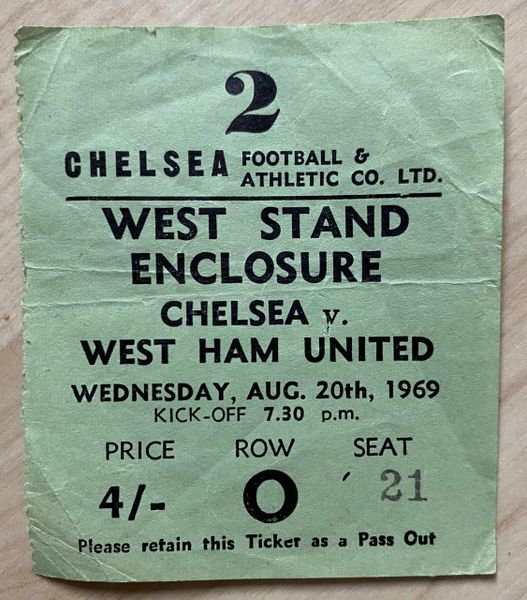 2
CHELSEA FOOTBALL & ATHLETIC CO. LTD.
WEST STAND
ENCLOSURE
CHELSEA v.
WEST HAM UNITED
WEDNESDAY, AUG. 20th, 1969
KICK-OFF 7.30 p.m.
PRICE ROW SEAT
4/- O 21
Please retain this Ticket as a Pass Out